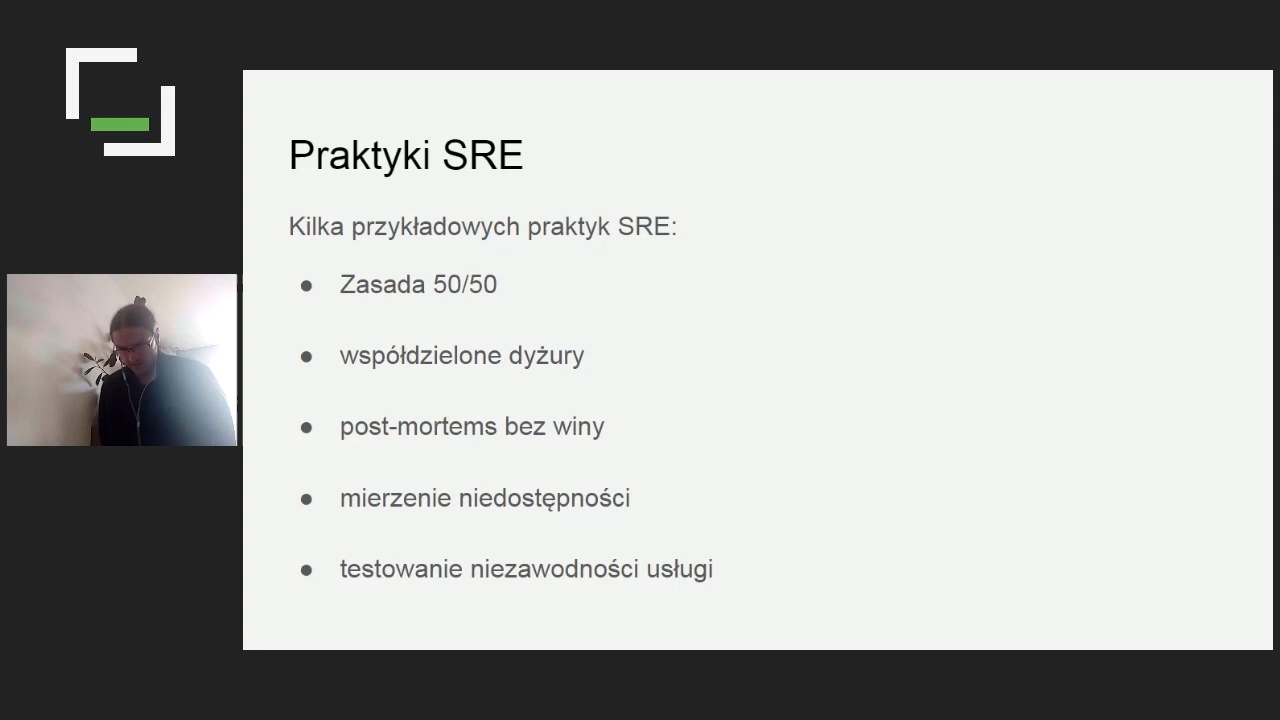 Praktyki SRE
Kilka przykładowych praktyk SRE:
● Zasada 50/50
● współdzielone dyżury
● post-mortems bez winy
● mierzenie niedostępności
● testowanie niezawodności usługi